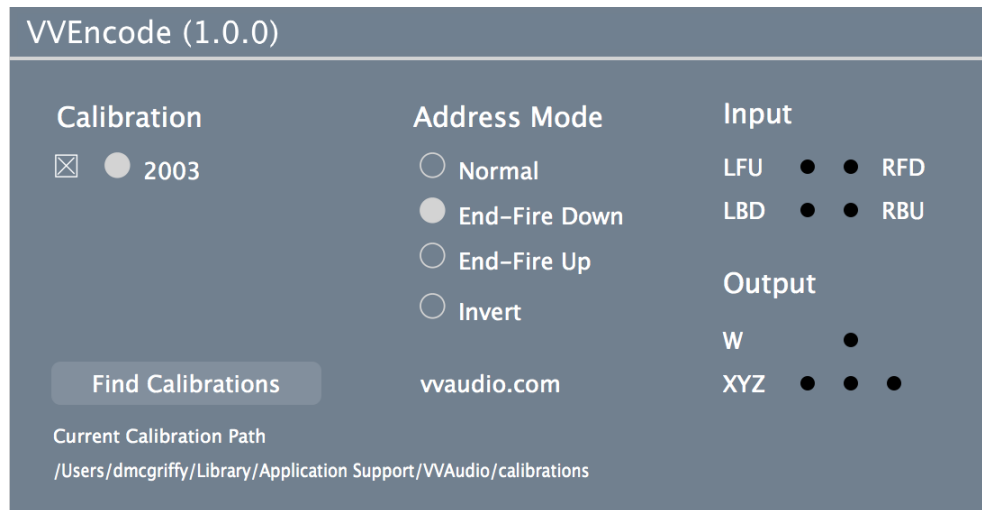 VVEncode (1.0.0)
Calibration
2003
Address Mode
Normal
End-Fire Down
End-Fire Up
Invert
Input
LFU RFD
LBD RBU
Output
W
XYZ
Find Calibrations
vvaudio.com
Current Calibration Path
/Users/dmcgriffy/Library/Application Support/VVAudio/calibrations